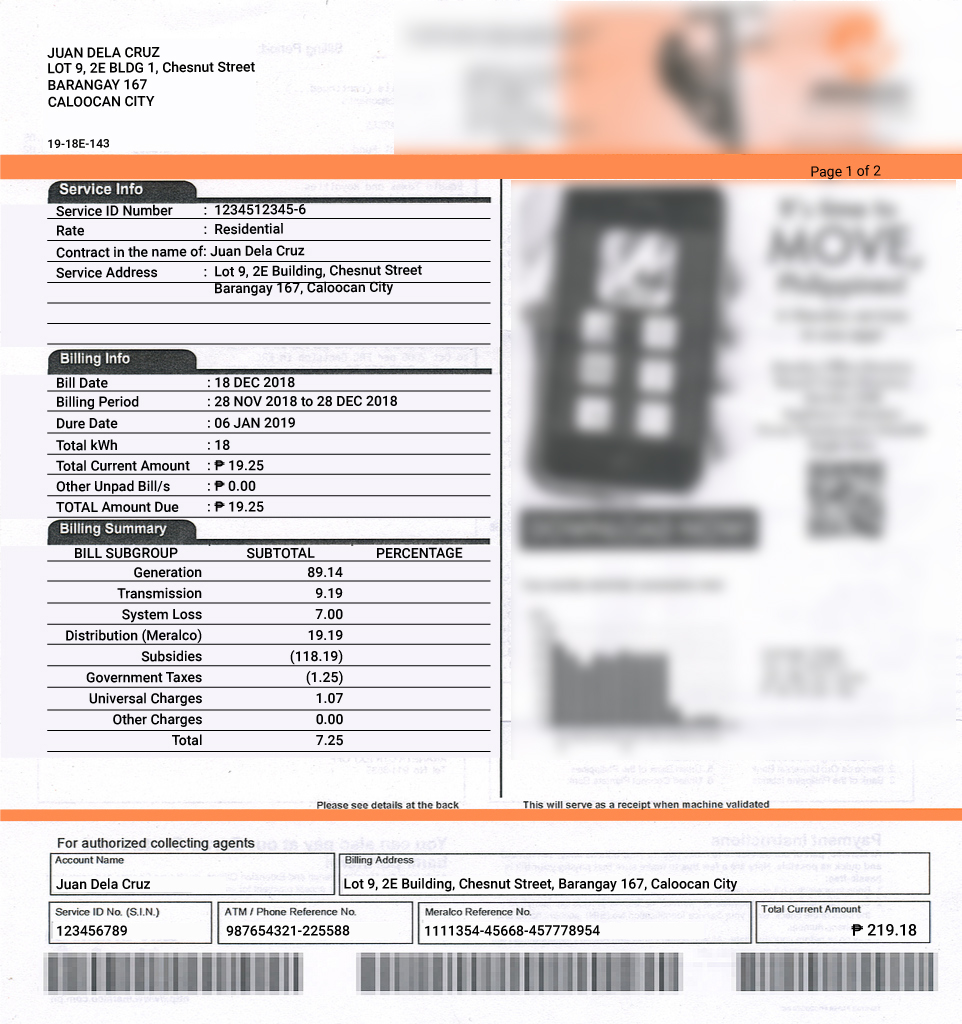 JUAN DELA CRUZ
LOT 9, 2E BLDG 1, Chesnut Street
BARANGAY 167
CALOOCAN CITY
19-18E-143
Page 1 of 2
Service Info
Service ID Number : 1234512345-6
Rate : Residential
Contract in the name of: Juan Dela Cruz
Service Address : Lot 9, 2E Building, Chesnut Street
Barangay 167, Caloocan City
It's time to
MOVE,
Philippines!
Billing Info
Bill Date : 18 DEC 2018
Billing Period : 28 NOV 2018 to 28 DEC 2018
Dure Date : 06 JAN 2019
Total kWh : 18
Total Current Amount : ₱ 19.25
Other Unpad Bill/s : ₱ 0.00
TOTAL Amount Due : ₱ 19.25
DOWNLOAD NOW!
Billing Summary
BILL SUBGROUP SUBTOTAL PERCENTAGE
Generation 89.14
Transmission 9.19
System Loss 7.00
Distribution (Meralco) 19.19
Subsidies (118.19)
Government Taxes (1.25)
Universal Charges 1.07
Other Charges 0.00
Total 7.25
Please see details at the back
This will serve as a receipt when machine validated
For authorized collecting agents
Account Name
Juan Dela Cruz
Billing Address
Lot 9, 2E Building, Chesnut Street, Barangay 167, Caloocan City
Service ID No. (S.I.N.)
123456789
ATM / Phone Reference No.
987654321-225588
Meralco Reference No.
1111354-45668-457778954
Total Current Amount
₱ 219.18